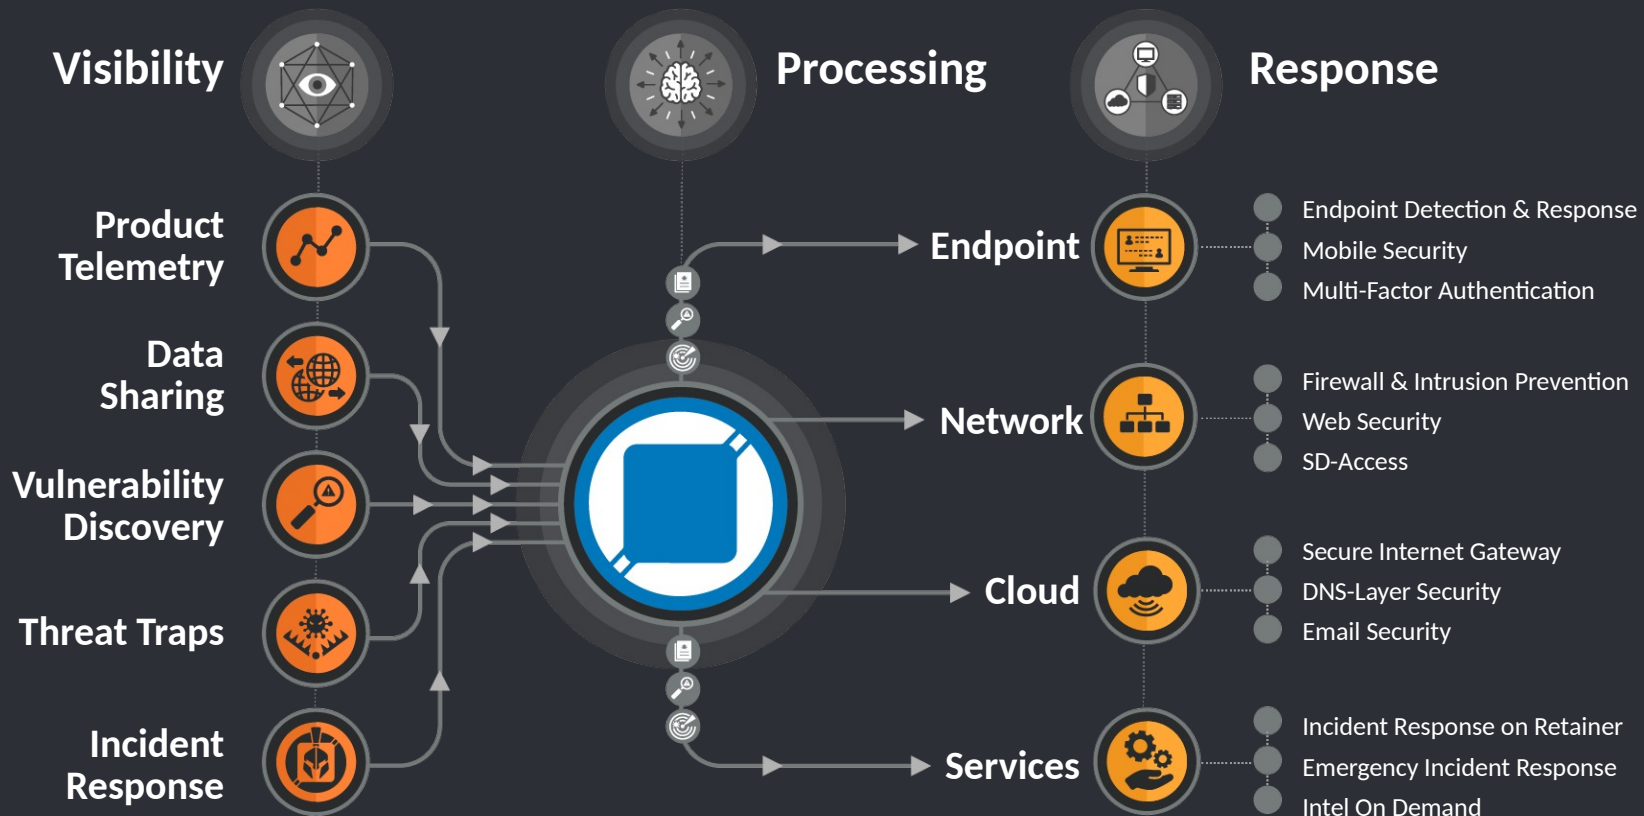 Visibility
Processing
Response
Product
Telemetry
Data
Sharing
Vulnerability
Discovery
Threat Traps
Incident
Response
Endpoint
Endpoint Detection & Response
Mobile Security
Multi-Factor Authentication
Network
Firewall & Intrusion Prevention
Web Security
SD-Access
Cloud
Secure Internet Gateway
DNS-Layer Security
Email Security
Services
Incident Response on Retainer
Emergency Incident Response
Intel On Demand